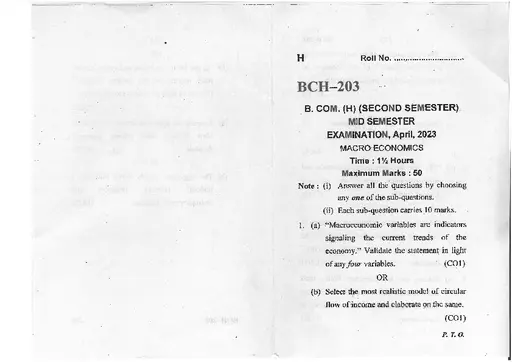 H Roll No. ..............................
BCH–203
B. COM. (H) (SECOND SEMESTER)
MID SEMESTER
EXAMINATION, April, 2023
MACRO ECONOMICS
Time : 1½ Hours
Maximum Marks : 50
Note : (i) Answer all the questions by choosing
any one of the sub-questions.
(ii) Each sub-question carries 10 marks.
1. (a) “Macroeconomic variables are indicators
signaling the current trends of the
economy.” Validate the statement in light
of any four variables. (CO1)
OR
(b) Select the most realistic model of circular
flow of income and elaborate on the same.
(CO1)
P. T. O.